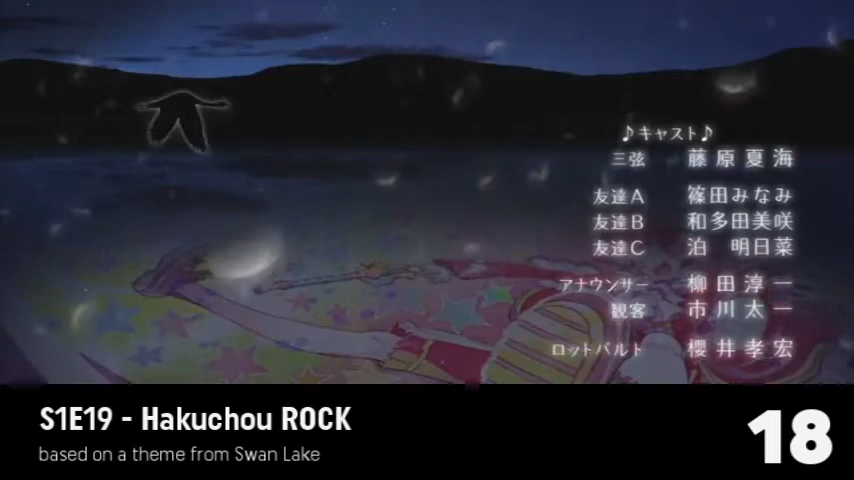 ♪キャスト♪
三弦 藤原夏海
友達A 篠田みなみ
友達B 和多田美咲
友達C 泊 明日菜
アナウンサー 柳田淳一
観客 市川太一
ロットバルト 櫻井孝宏
S1E19 - Hakuchou ROCK
based on a theme from Swan Lake
18